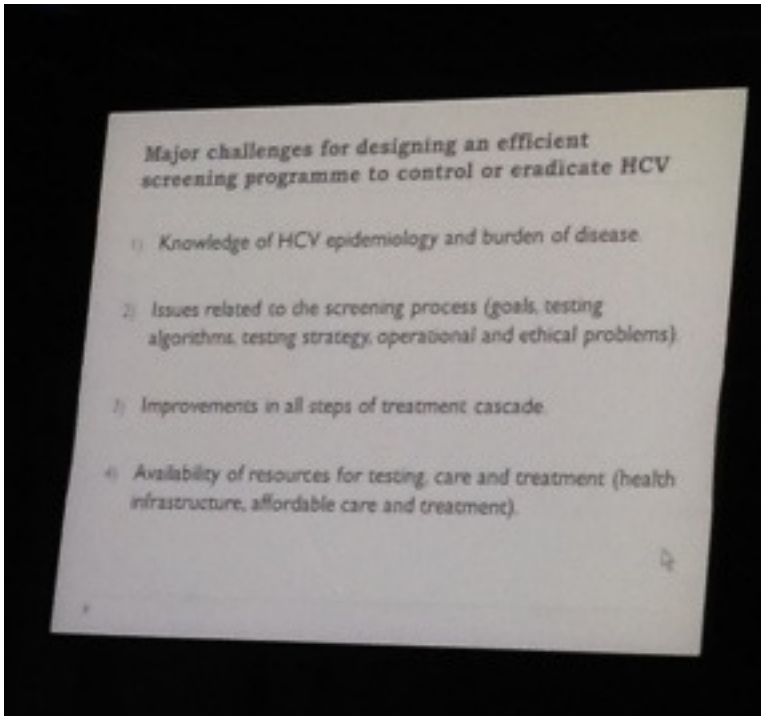 Major challenges for designing an efficient
screening programme to control or eradicate HCV
1) Knowledge of HCV epidemiology and burden of disease.
2) Issues related to the screening process (goals, testing
algorithms, testing strategy, operational and ethical problems)
3) Improvements in all steps of treatment cascade.
4) Availability of resources for testing, care and treatment (health
infrastructure, affordable care and treatment).